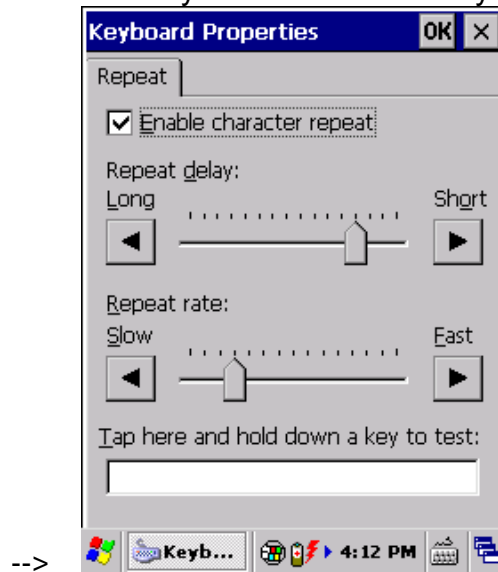 Keyboard Properties OK ×
Repeat
Enable character repeat
Repeat delay:
Long Short
Repeat rate:
Slow Fast
Tap here and hold down a key to test:
--> Keyb... 4:12 PM